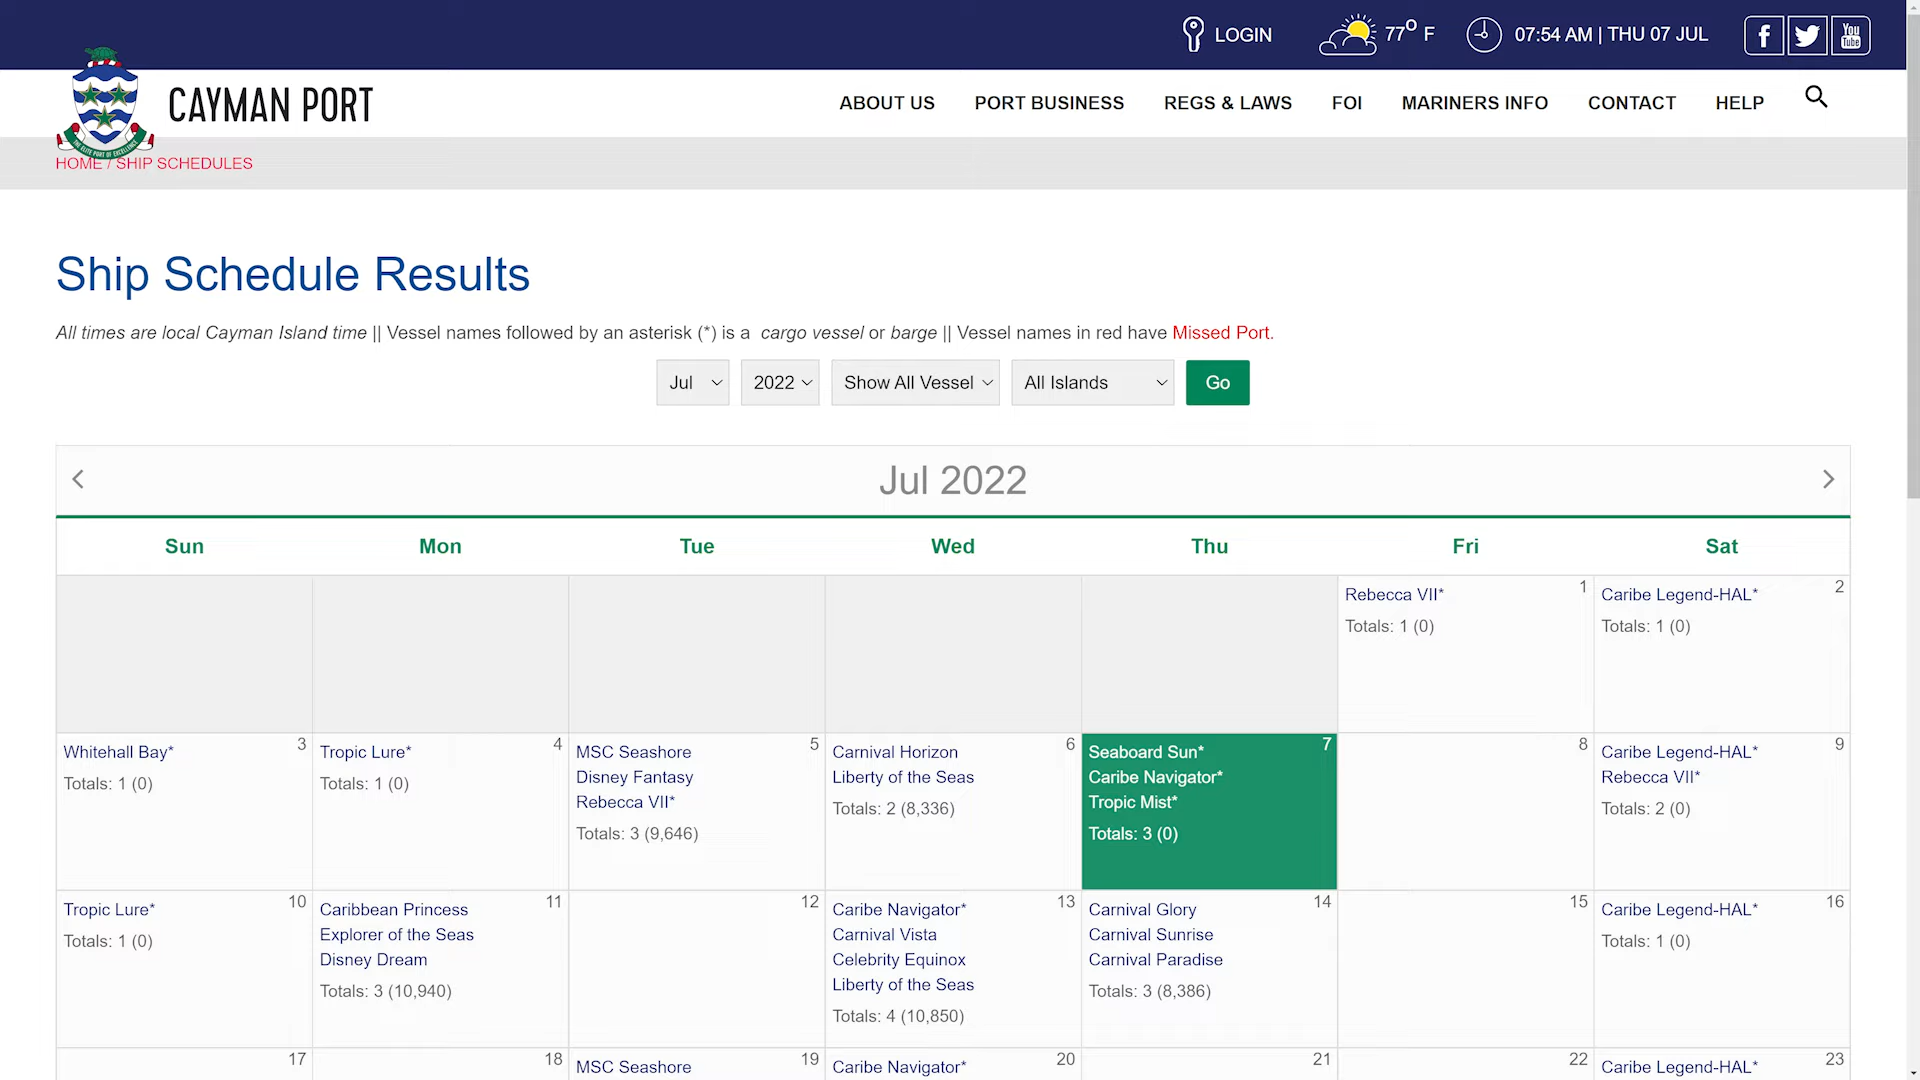 LOGIN
77° F
07:54 AM | THU 07 JUL
You
Tube
CAYMAN PORT
THE ELITE PORT OF EXCELLENCE
ABOUT US
PORT BUSINESS
REGS & LAWS
FOI
MARINERS INFO
CONTACT
HELP
HOME / SHIP SCHEDULES
Ship Schedule Results
All times are local Cayman Island time || Vessel names followed by an asterisk (*) is a cargo vessel or barge || Vessel names in red have Missed Port.
Jul
2022
Show All Vessel
All Islands
Go
Jul 2022
Sun
Mon
Tue
Wed
Thu
Fri
Sat
1
Rebecca VII*
Totals: 1 (0)
2
Caribe Legend-HAL*
Totals: 1 (0)
3
Whitehall Bay*
Totals: 1 (0)
4
Tropic Lure*
Totals: 1 (0)
5
MSC Seashore
Disney Fantasy
Rebecca VII*
Totals: 3 (9,646)
6
Carnival Horizon
Liberty of the Seas
Totals: 2 (8,336)
7
Seaboard Sun*
Caribe Navigator*
Tropic Mist*
Totals: 3 (0)
8
9
Caribe Legend-HAL*
Rebecca VII*
Totals: 2 (0)
10
Tropic Lure*
Totals: 1 (0)
11
Caribbean Princess
Explorer of the Seas
Disney Dream
Totals: 3 (10,940)
12
13
Caribe Navigator*
Carnival Vista
Celebrity Equinox
Liberty of the Seas
Totals: 4 (10,850)
14
Carnival Glory
Carnival Sunrise
Carnival Paradise
Totals: 3 (8,386)
15
16
Caribe Legend-HAL*
Totals: 1 (0)
17
18
19
MSC Seashore
20
Caribe Navigator*
21
22
23
Caribe Legend-HAL*